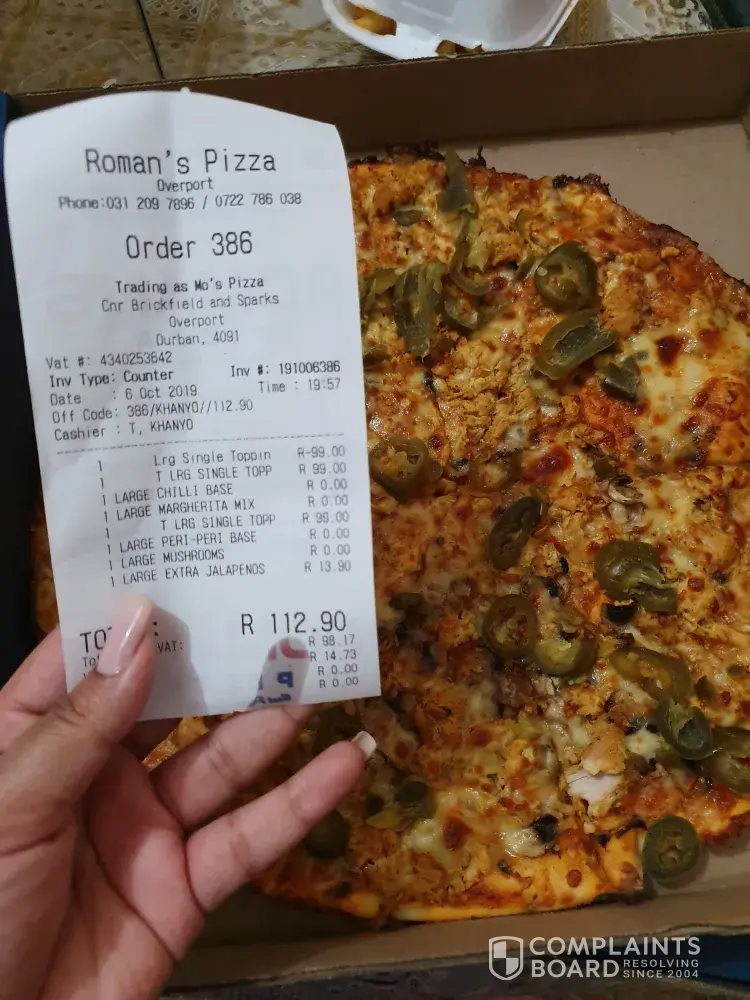 Roman's Pizza
Overport
Phone:031 209 7896 / 0722 786 038
Order 386
Trading as Mo's Pizza
Cnr Brickfield and Sparks
Overport
Durban, 4091
Vat #: 4340253842
Inv Type: Counter Inv #: 191006386
Date : 6 Oct 2019 Time : 19:57
Off Code: 386/KHANYO//112.90
Cashier : T, KHANYO
1 Lrg Single Toppin R-99.00
1 T LRG SINGLE TOPP R 99.00
1 LARGE CHILLI BASE R 0.00
1 LARGE MARGHERITA MIX R 0.00
1 T LRG SINGLE TOPP R 99.00
1 LARGE PERI-PERI BASE R 0.00
1 LARGE MUSHROOMS R 0.00
1 LARGE EXTRA JALAPENOS R 13.90
R 112.90
VAT: R 98.17
R 14.73
R 0.00
R 0.00
COMPLAINTS
BOARD RESOLVING
SINCE 2004